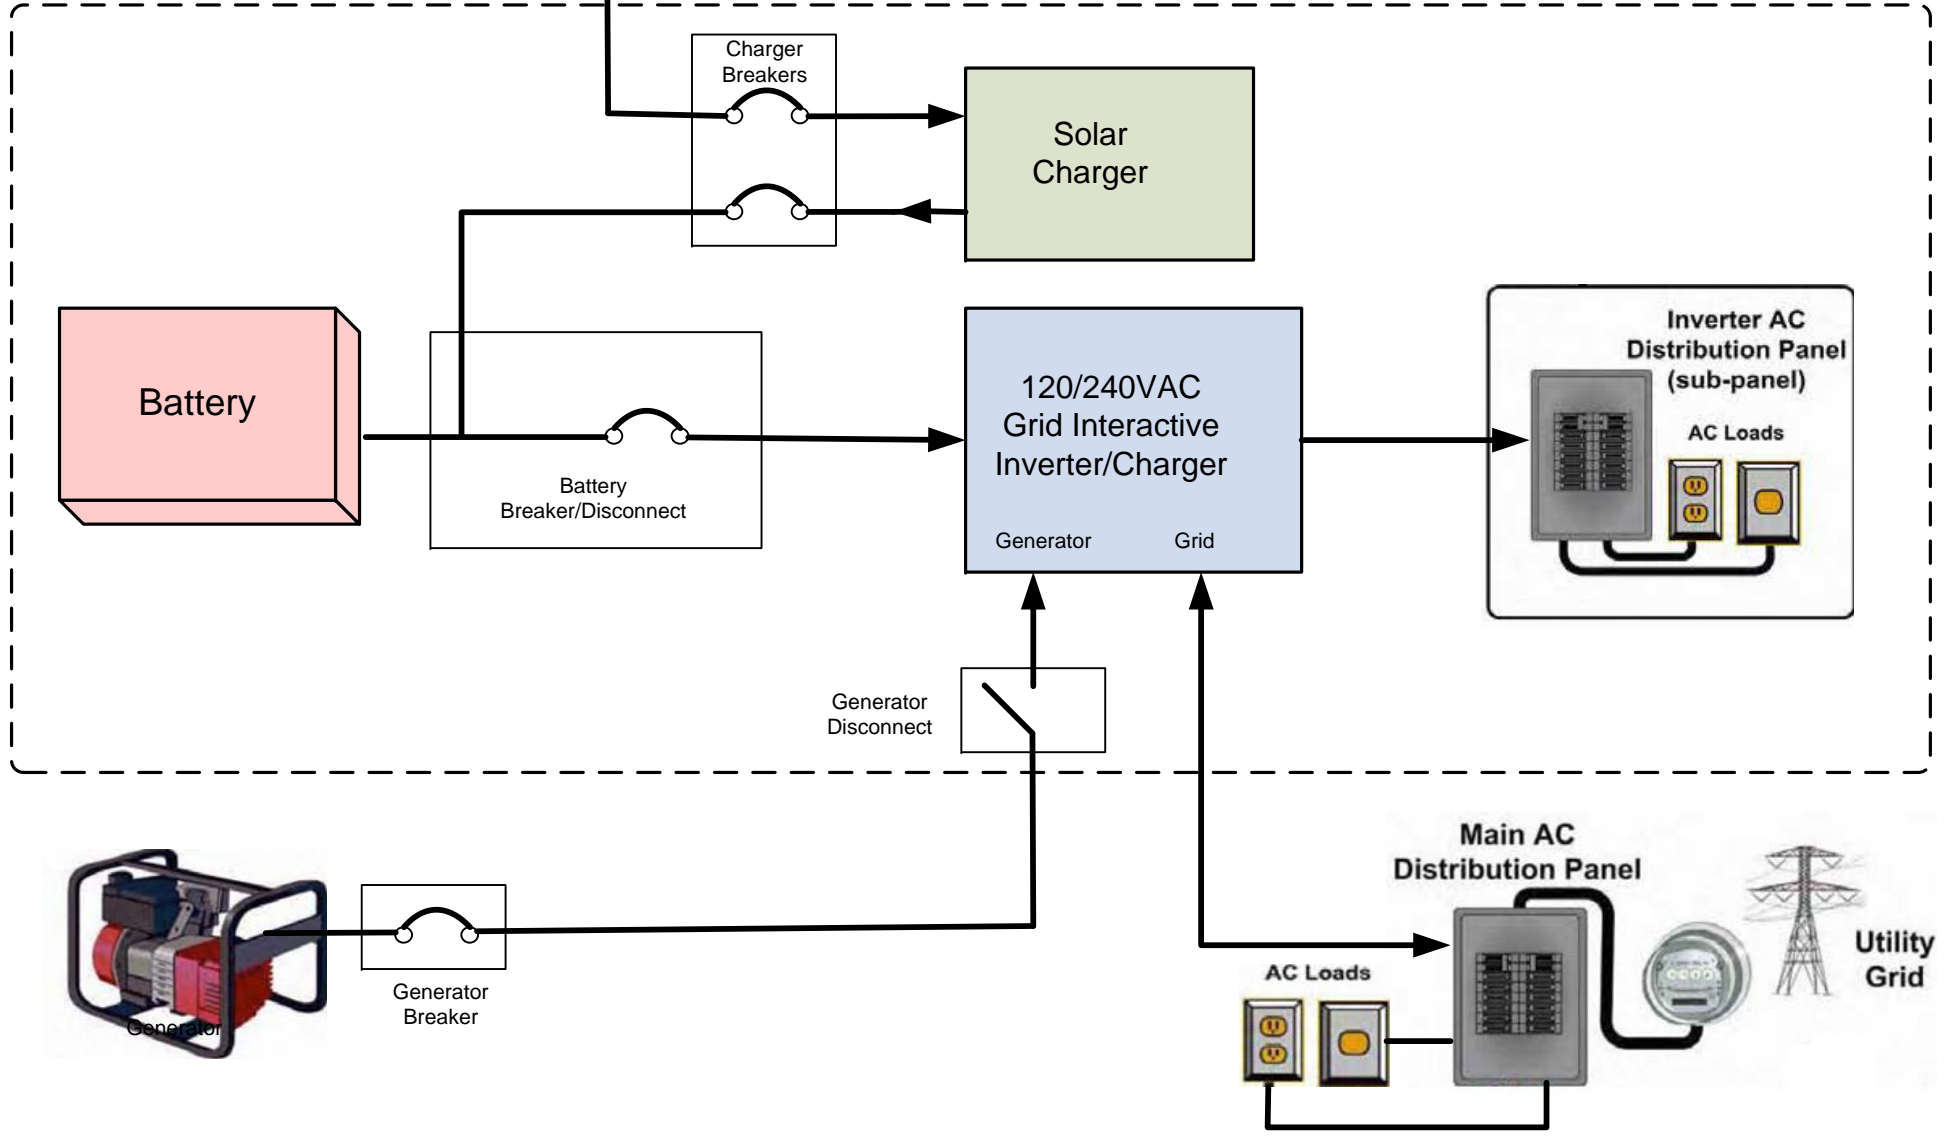 Charger
Breakers
Solar
Charger
Battery
Battery
Breaker/Disconnect
120/240VAC
Grid Interactive
Inverter/Charger
Generator
Grid
Inverter AC
Distribution Panel
(sub-panel)
AC Loads
Generator
Disconnect
Generator
Generator
Breaker
Main AC
Distribution Panel
AC Loads
Utility
Grid